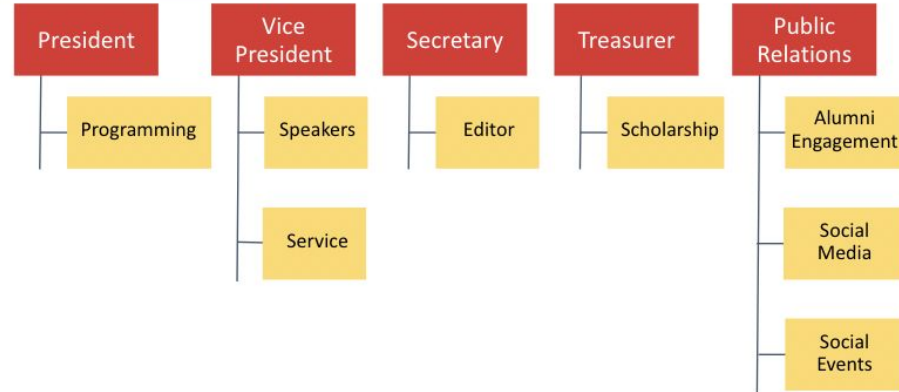 President
Vice
President
Secretary
Treasurer
Public
Relations
Programming
Speakers
Editor
Scholarship
Alumni
Engagement
Service
Social
Media
Social
Events